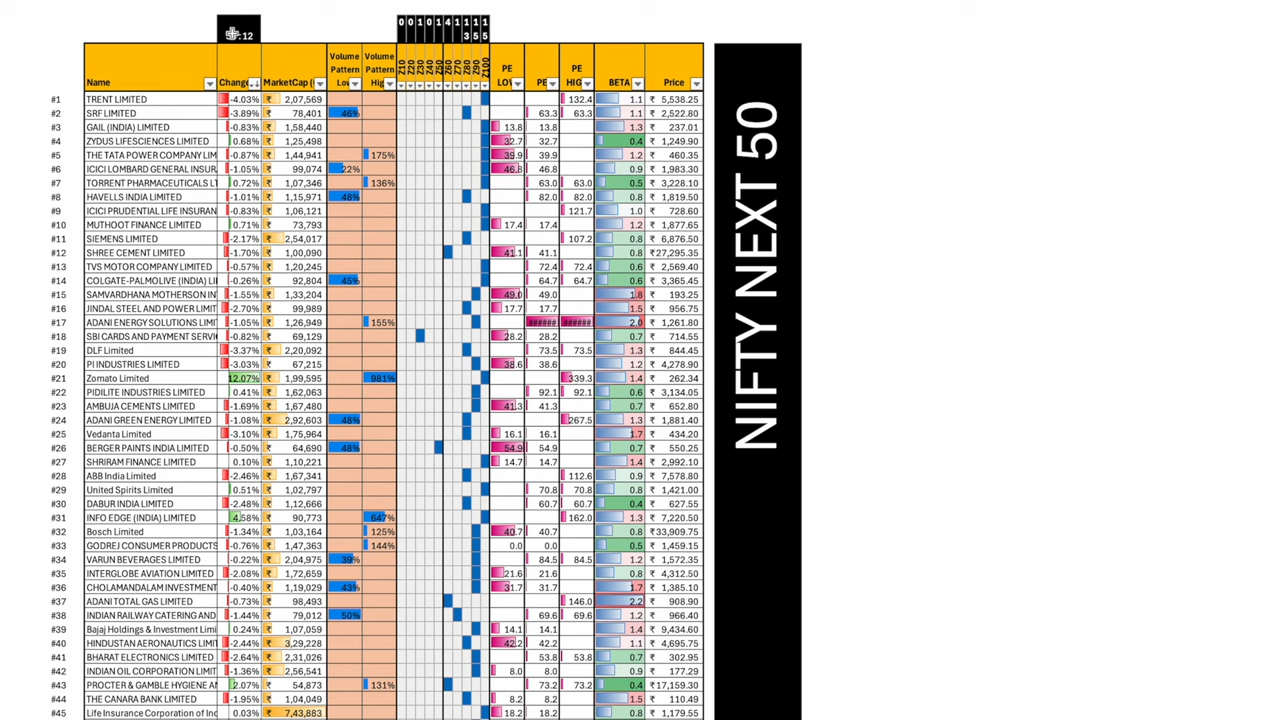 0 0 1 0 1 4 1 1 1 1
3 5 5
:12
Volume Volume
Pattern Pattern PE PE
Name Change MarketCap ( Low Hig Z10 Z20 Z30 Z40 Z50 Z60 Z70 Z80 Z90 Z100 LOW PE HIG BETA Price
#1 TRENT LIMITED -4.03% ₹ 2,07,569 132.4 1.1 ₹ 5,538.25
#2 SRF LIMITED -3.89% ₹ 78,401 46% 63.3 63.3 1.1 ₹ 2,522.80
#3 GAIL (INDIA) LIMITED -0.83% ₹ 1,58,440 13.8 13.8 1.3 ₹ 237.01
#4 ZYDUS LIFESCIENCES LIMITED 0.68% ₹ 1,25,498 32.7 32.7 0.4 ₹ 1,249.90
#5 THE TATA POWER COMPANY LIM -0.87% ₹ 1,44,941 175% 39.9 39.9 1.2 ₹ 460.35
#6 ICICI LOMBARD GENERAL INSUR -1.05% ₹ 99,074 22% 46.8 46.8 0.9 ₹ 1,983.30
#7 TORRENT PHARMACEUTICALS LT 0.72% ₹ 1,07,346 136% 63.0 63.0 0.5 ₹ 3,228.10
#8 HAVELLS INDIA LIMITED -1.01% ₹ 1,15,971 48% 82.0 82.0 0.8 ₹ 1,819.50
#9 ICICI PRUDENTIAL LIFE INSURAN -0.83% ₹ 1,06,121 121.7 1.0 ₹ 728.60
#10 MUTHOOT FINANCE LIMITED 0.71% ₹ 73,793 17.4 17.4 1.2 ₹ 1,877.65
#11 SIEMENS LIMITED -2.17% ₹ 2,54,017 107.2 0.8 ₹ 6,876.50
#12 SHREE CEMENT LIMITED -1.70% ₹ 1,00,090 41.1 41.1 0.8 ₹ 27,295.35
#13 TVS MOTOR COMPANY LIMITED -0.57% ₹ 1,20,245 72.4 72.4 0.6 ₹ 2,569.40
#14 COLGATE-PALMOLIVE (INDIA) LI -0.26% ₹ 92,804 45% 64.7 64.7 0.6 ₹ 3,365.45
#15 SAMVARDHANA MOTHERSON IN -1.55% ₹ 1,33,204 49.0 49.0 1.8 ₹ 193.25
#16 JINDAL STEEL AND POWER LIMIT -2.70% ₹ 99,989 17.7 17.7 1.5 ₹ 956.75
#17 ADANI ENERGY SOLUTIONS LIMI -1.05% ₹ 1,26,949 155% ###### ###### 2.0 ₹ 1,261.80
#18 SBI CARDS AND PAYMENT SERVI -0.82% ₹ 69,129 28.2 28.2 0.7 ₹ 714.55
#19 DLF Limited -3.37% ₹ 2,20,092 73.5 73.5 1.3 ₹ 844.45
#20 PI INDUSTRIES LIMITED -3.03% ₹ 67,215 38.6 38.6 1.2 ₹ 4,278.90
#21 Zomato Limited 12.07% ₹ 1,99,595 981% 339.3 1.4 ₹ 262.34
#22 PIDILITE INDUSTRIES LIMITED 0.41% ₹ 1,62,063 92.1 92.1 0.6 ₹ 3,134.05
#23 AMBUJA CEMENTS LIMITED -1.69% ₹ 1,67,480 41.3 41.3 0.7 ₹ 652.80
#24 ADANI GREEN ENERGY LIMITED -1.08% ₹ 2,92,603 48% 267.5 1.3 ₹ 1,881.40
#25 Vedanta Limited -3.10% ₹ 1,75,964 16.1 16.1 1.7 ₹ 434.20
#26 BERGER PAINTS INDIA LIMITED -0.50% ₹ 64,690 48% 54.9 54.9 0.7 ₹ 550.25
#27 SHRIRAM FINANCE LIMITED 0.10% ₹ 1,10,221 14.7 14.7 1.4 ₹ 2,992.10
#28 ABB India Limited -2.46% ₹ 1,67,341 112.6 0.9 ₹ 7,578.80
#29 United Spirits Limited 0.51% ₹ 1,02,797 70.8 70.8 0.8 ₹ 1,421.00
#30 DABUR INDIA LIMITED -2.48% ₹ 1,12,666 60.7 60.7 0.4 ₹ 627.55
#31 INFO EDGE (INDIA) LIMITED 4.58% ₹ 90,773 647% 162.0 1.3 ₹ 7,220.50
#32 Bosch Limited -1.34% ₹ 1,03,164 125% 40.7 40.7 0.8 ₹ 33,909.75
#33 GODREJ CONSUMER PRODUCTS -0.76% ₹ 1,47,363 144% 0.0 0.0 0.5 ₹ 1,459.15
#34 VARUN BEVERAGES LIMITED -0.22% ₹ 2,04,975 39% 84.5 84.5 1.2 ₹ 1,572.35
#35 INTERGLOBE AVIATION LIMITED -2.08% ₹ 1,72,659 21.6 21.6 0.8 ₹ 4,312.50
#36 CHOLAMANDALAM INVESTMENT -0.40% ₹ 1,19,029 43% 31.7 31.7 1.7 ₹ 1,385.10
#37 ADANI TOTAL GAS LIMITED -0.73% ₹ 98,493 146.0 2.2 ₹ 908.90
#38 INDIAN RAILWAY CATERING AND -1.44% ₹ 79,012 50% 69.6 69.6 1.2 ₹ 966.40
#39 Bajaj Holdings & Investment Limi 0.24% ₹ 1,07,059 14.1 14.1 1.4 ₹ 9,434.60
#40 HINDUSTAN AERONAUTICS LIMI -2.44% ₹ 3,29,228 42.2 42.2 1.1 ₹ 4,695.75
#41 BHARAT ELECTRONICS LIMITED -2.64% ₹ 2,31,026 53.8 53.8 0.7 ₹ 302.95
#42 INDIAN OIL CORPORATION LIMIT -1.36% ₹ 2,56,541 8.0 8.0 0.9 ₹ 177.29
#43 PROCTER & GAMBLE HYGIENE AN 2.07% ₹ 54,873 131% 73.2 73.2 0.4 ₹ 17,159.30
#44 THE CANARA BANK LIMITED -1.95% ₹ 1,04,049 8.2 8.2 1.5 ₹ 110.49
#45 Life Insurance Corporation of Ind 0.03% ₹ 7,43,883 18.2 18.2 0.8 ₹ 1,179.55
NIFTY NEXT 50